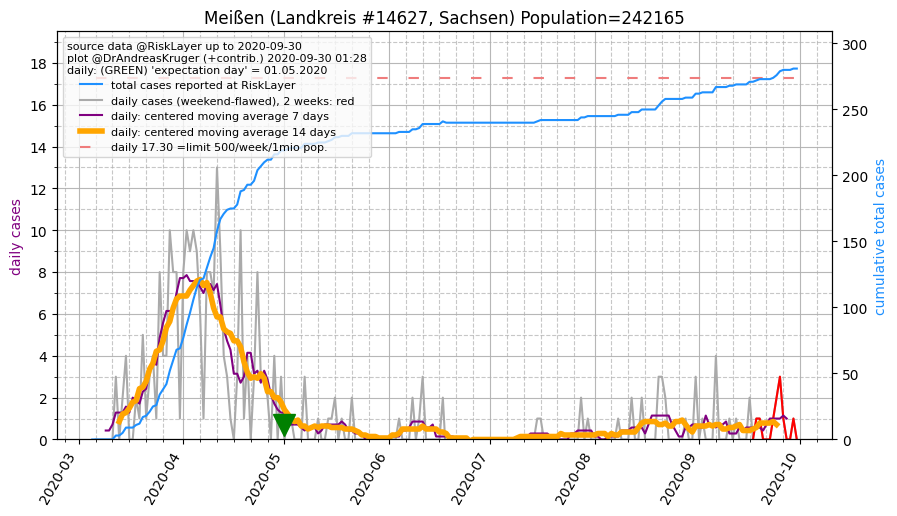 Meißen (Landkreis #14627, Sachsen) Population=242165
source data @RiskLayer up to 2020-09-30
plot @DrAndreasKruger (+contrib.) 2020-09-30 01:28
daily: (GREEN) 'expectation day' = 01.05.2020
total cases reported at RiskLayer
daily cases (weekend-flawed), 2 weeks: red
daily: centered moving average 7 days
daily: centered moving average 14 days
daily 17.30 =limit 500/week/1mio pop.
daily cases
18
16
14
12
10
8
6
4
2
0
300
250
200
150
100
50
0
cumulative total cases
2020-03
2020-04
2020-05
2020-06
2020-07
2020-08
2020-09
2020-10